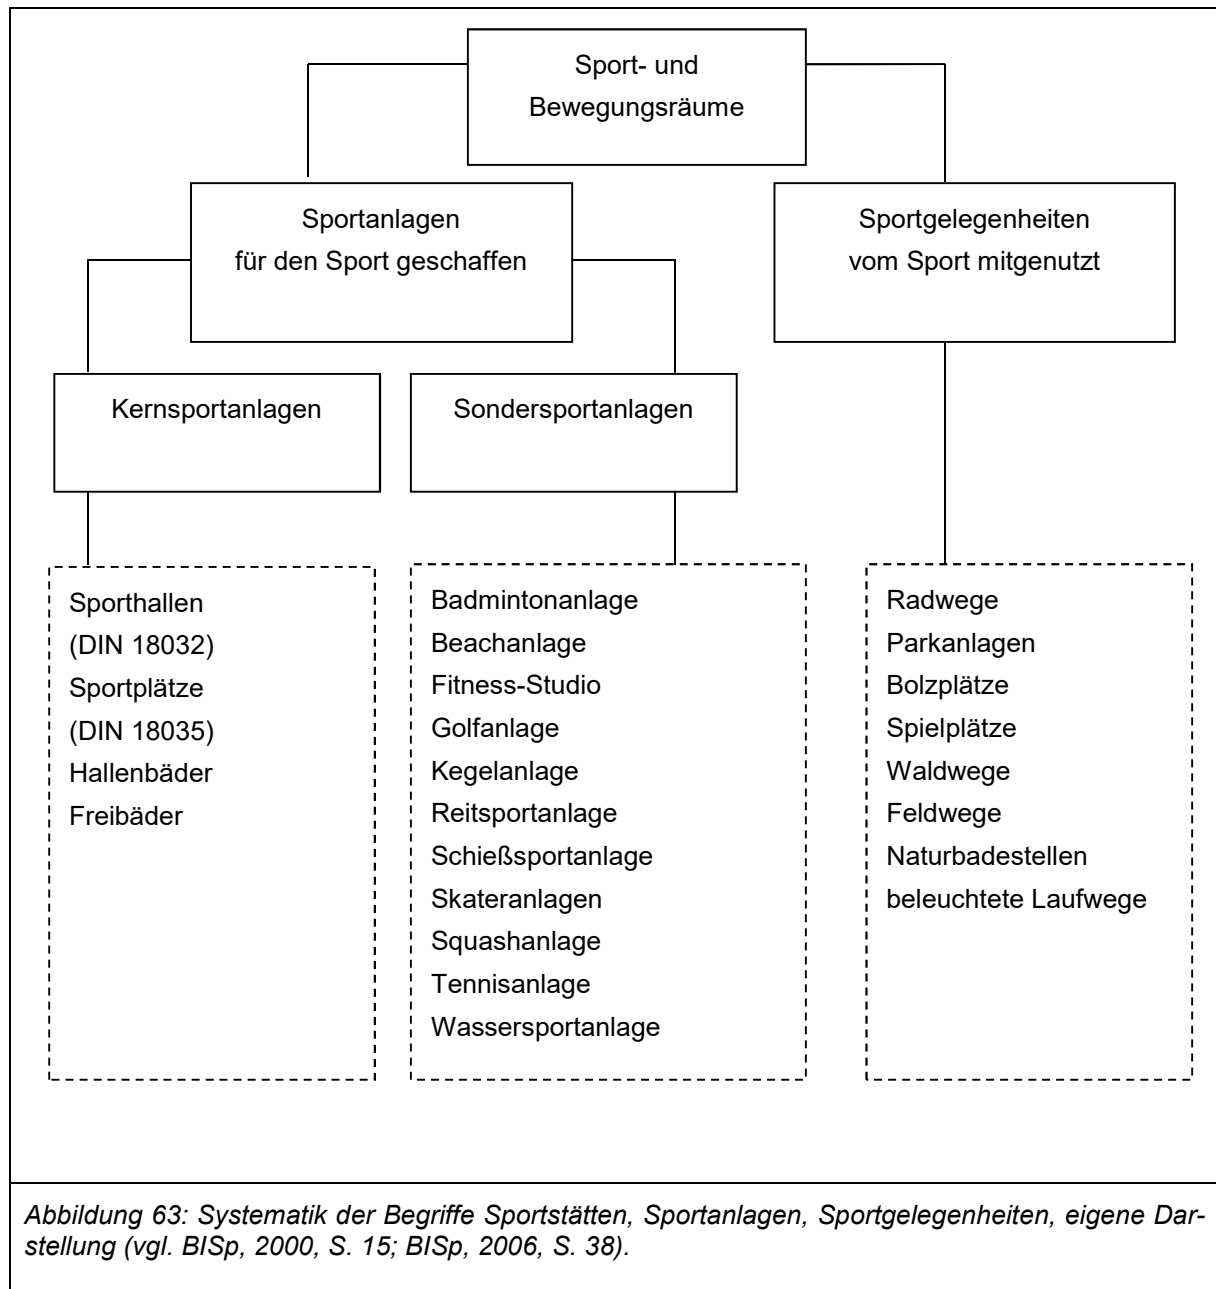 Sport- und
Bewegungsräume
Sportanlagen
für den Sport geschaffen
Sportgelegenheiten
vom Sport mitgenutzt
Kernsportanlagen
Sondersportanlagen
Sporthallen
(DIN 18032)
Sportplätze
(DIN 18035)
Hallenbäder
Freibäder
Badmintonanlage
Beachanlage
Fitness-Studio
Golfanlage
Kegelanlage
Reitsportanlage
Schießsportanlage
Skateranlagen
Squashanlage
Tennisanlage
Wassersportanlage
Radwege
Parkanlagen
Bolzplätze
Spielplätze
Waldwege
Feldwege
Naturbadestellen
beleuchtete Laufwege
Abbildung 63: Systematik der Begriffe Sportstätten, Sportanlagen, Sportgelegenheiten, eigene Dar-
stellung (vgl. BISp, 2000, S. 15; BISp, 2006, S. 38).